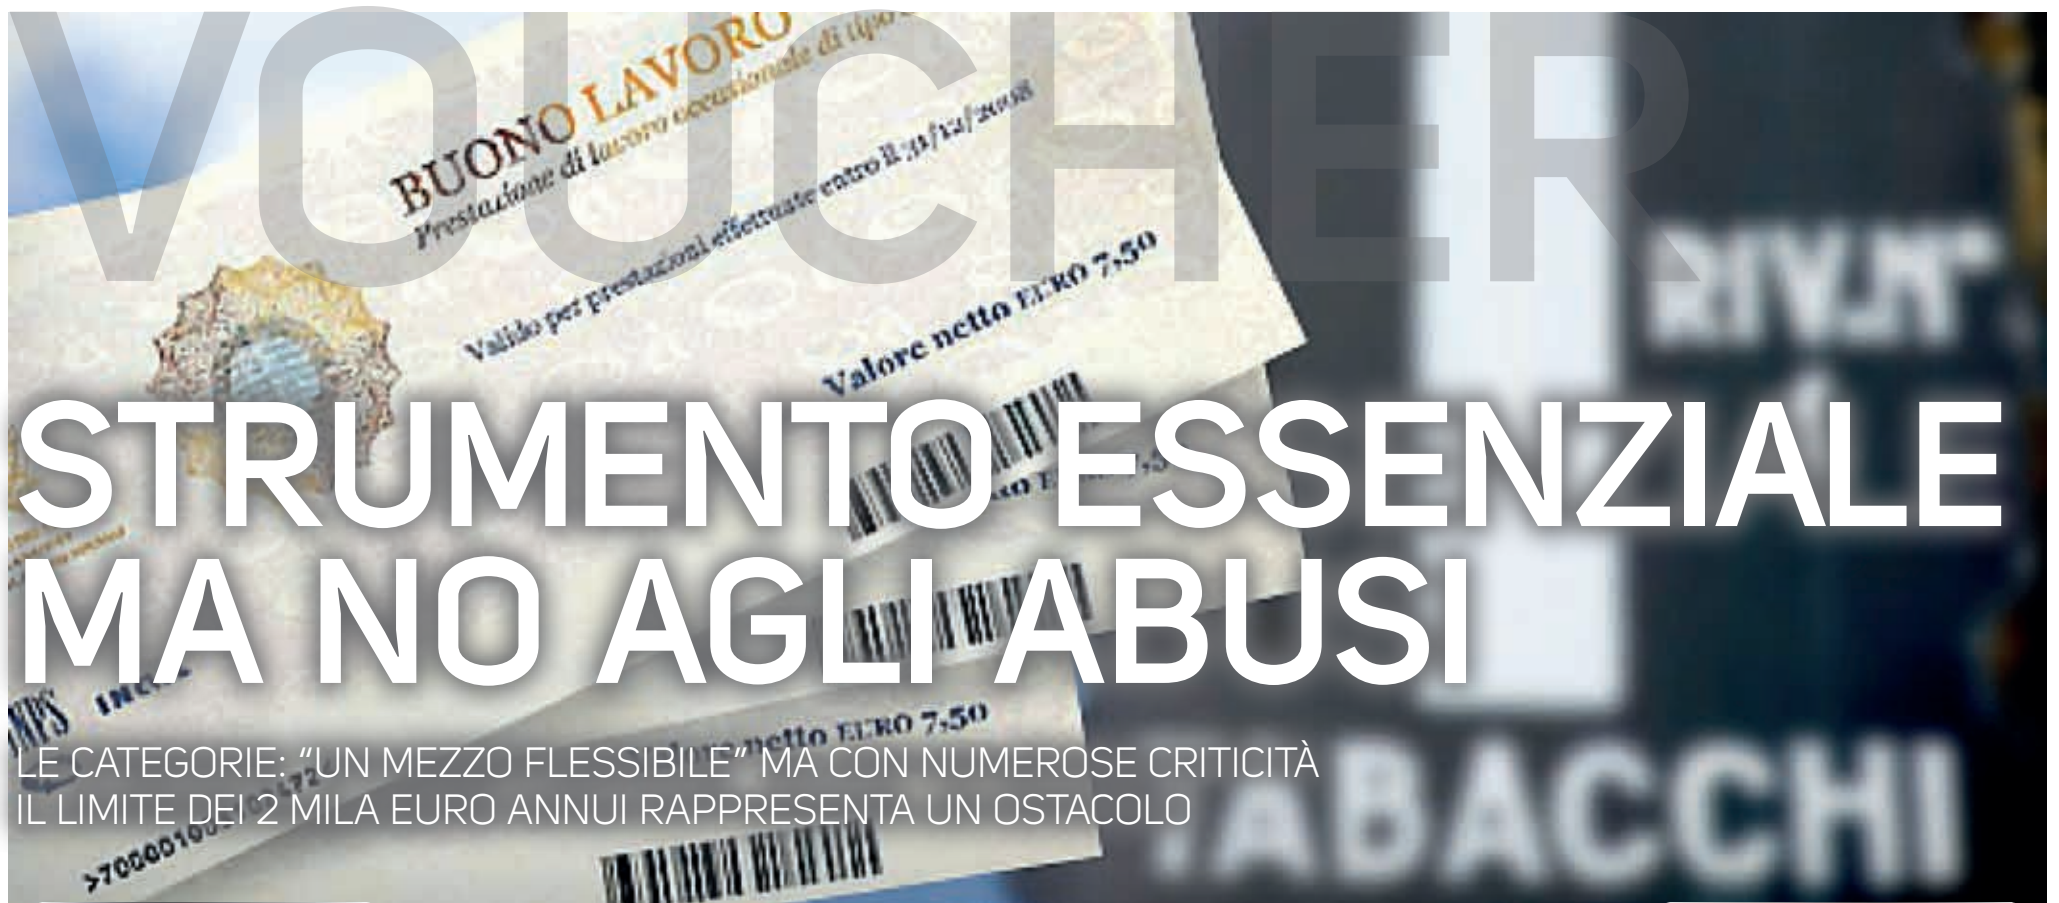 VOUCHER
BUONO LAVORO
Prestazione di lavoro occasionale di tipo
Valido per prestazioni effettuate entro il 31/12/2008
Valore netto EURO 7,50
RIV. N°
STRUMENTO ESSENZIALE
MA NO AGLI ABUSI
INPS
netto EURO 7,50
LE CATEGORIE: “UN MEZZO FLESSIBILE” MA CON NUMEROSE CRITICITÀ
IL LIMITE DEI 2 MILA EURO ANNUI RAPPRESENTA UN OSTACOLO
TABACCHI